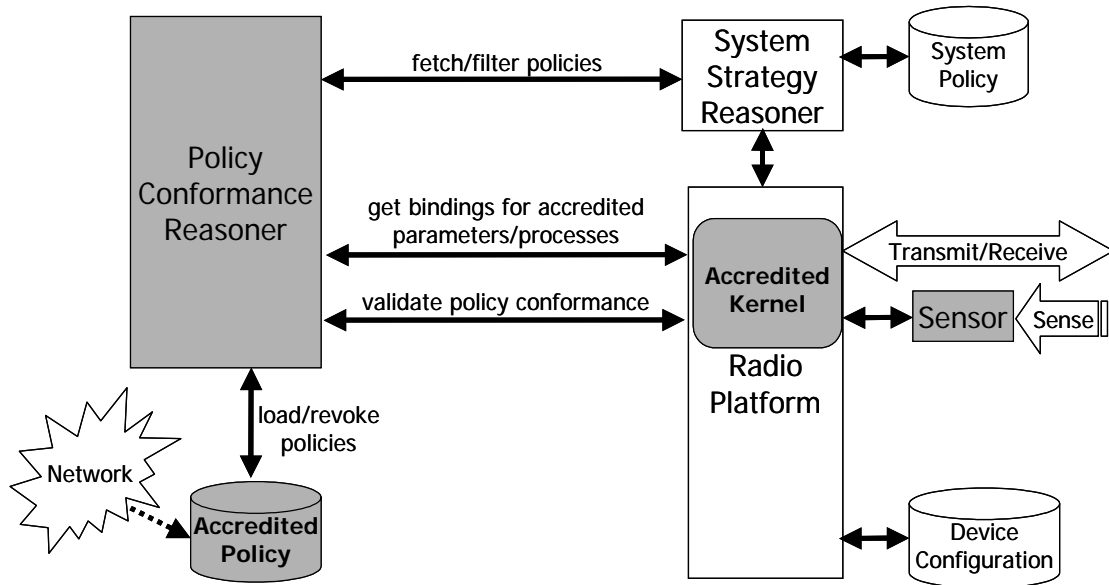 System
Strategy
Reasoner
System
Policy
fetch/filter policies
Policy
Conformance
Reasoner
get bindings for accredited
parameters/processes
validate policy conformance
Accredited
Kernel
Radio
Platform
Transmit/Receive
Sensor
Sense
load/revoke
policies
Network
Accredited
Policy
Device
Configuration